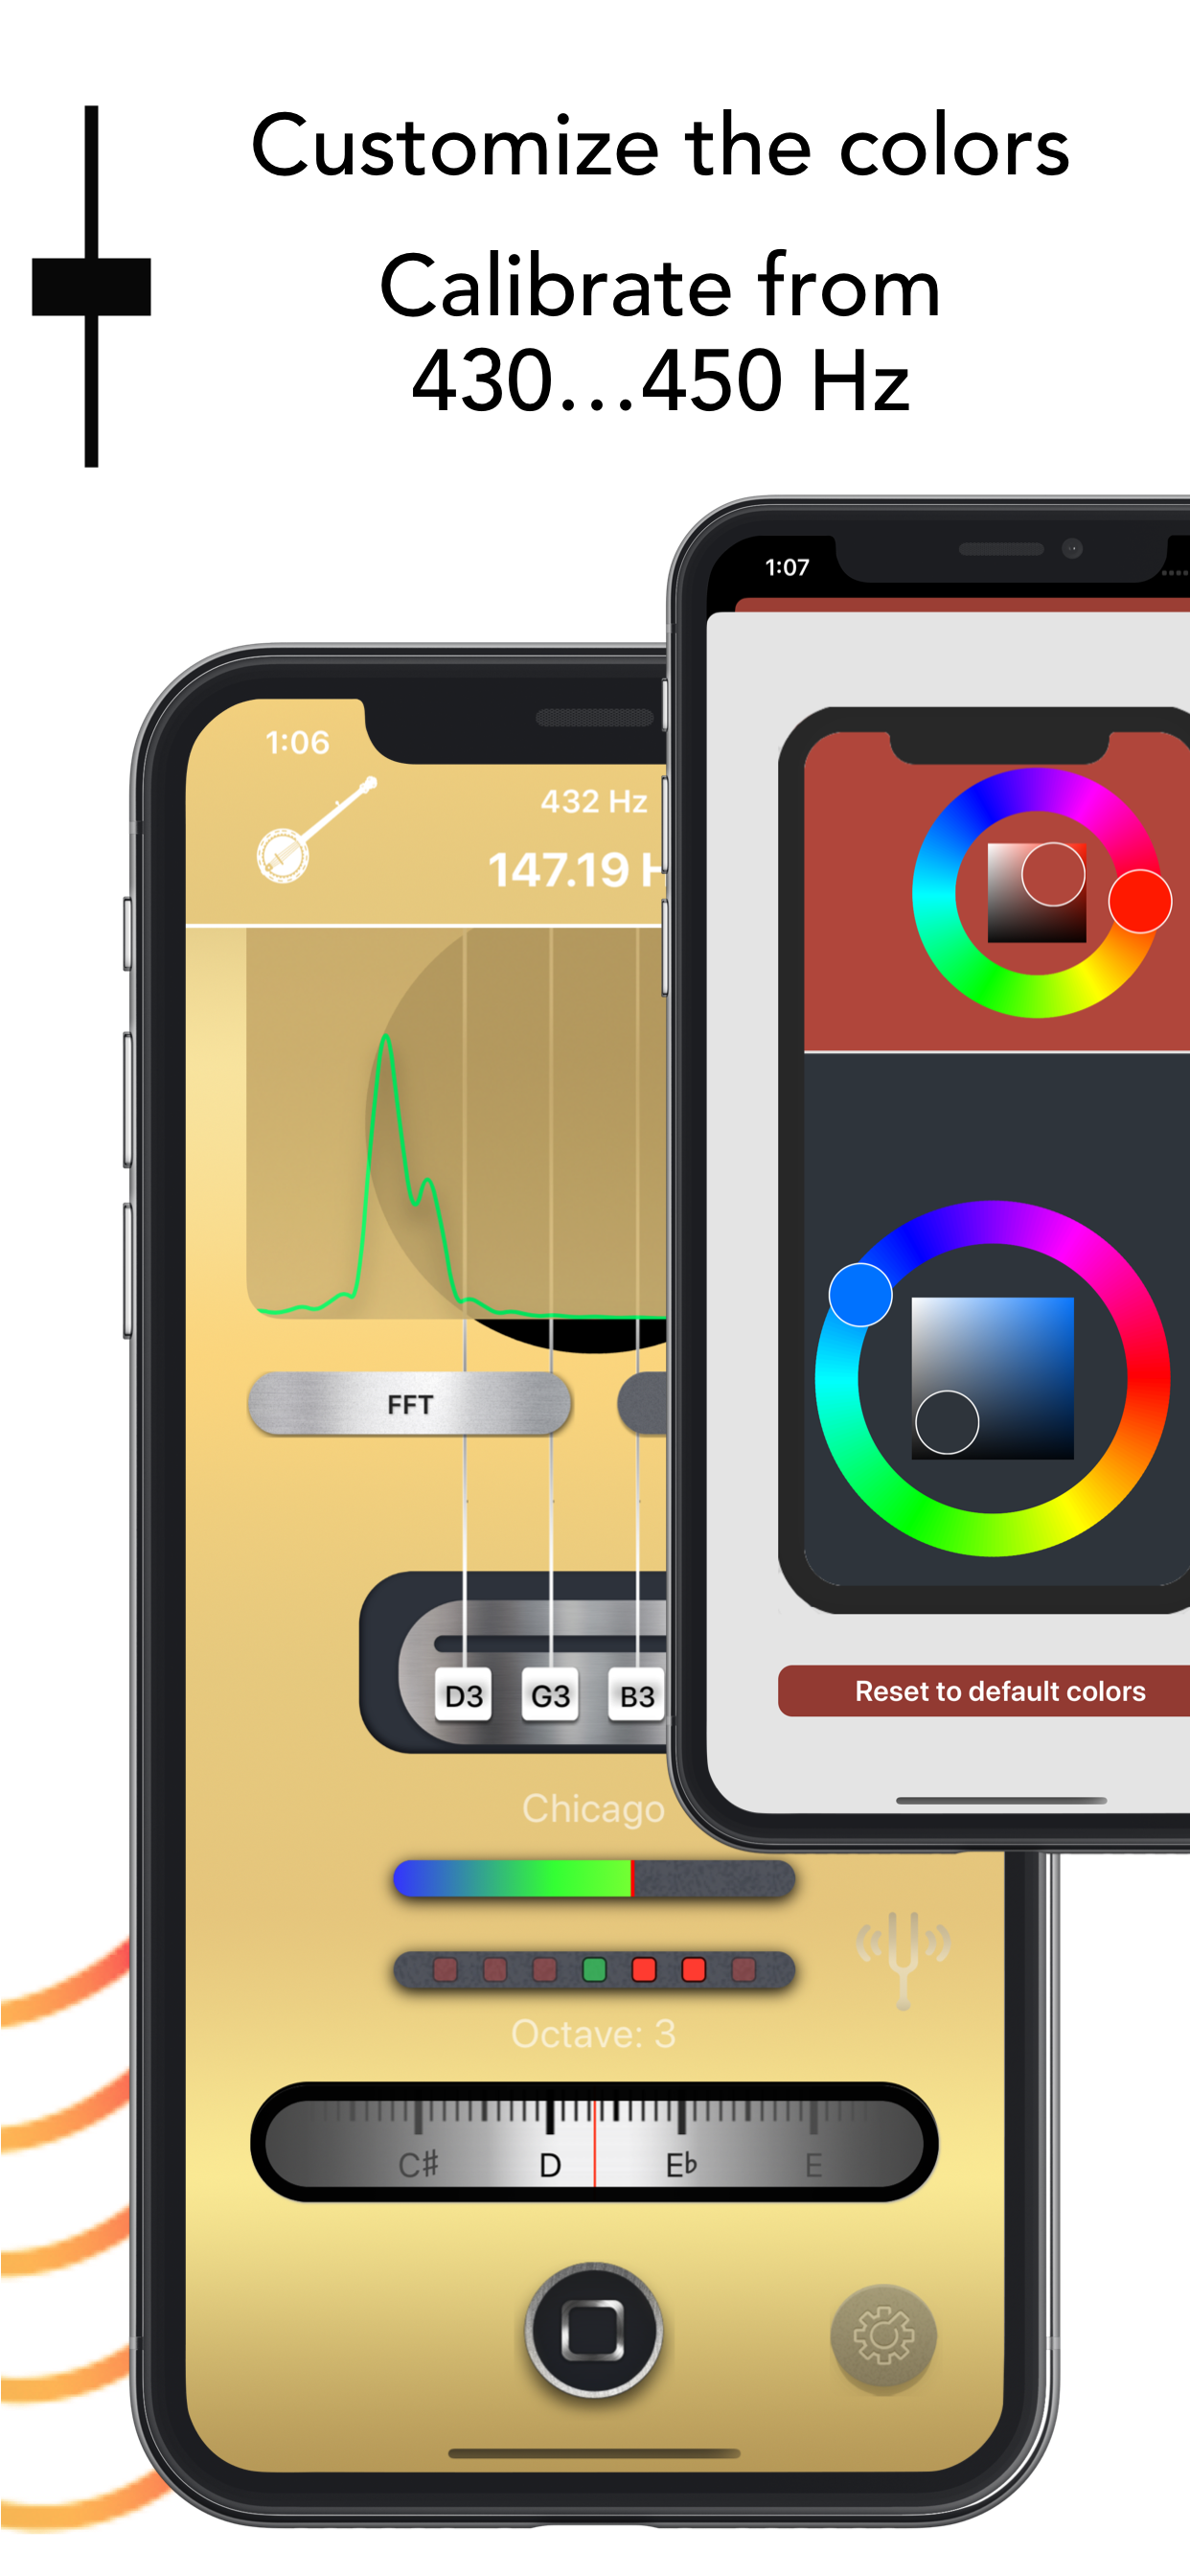 Customize the colors
Calibrate from
430...450 Hz
1:07
1:06
432 Hz
147.19
FFT
D3 G3 B3
Reset to default colors
Chicago
Octave: 3
C♯ D E♭ E